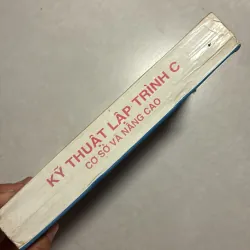 KỸ THUẬT LẬP TRÌNH C
CƠ SỞ VÀ NÂNG CAO